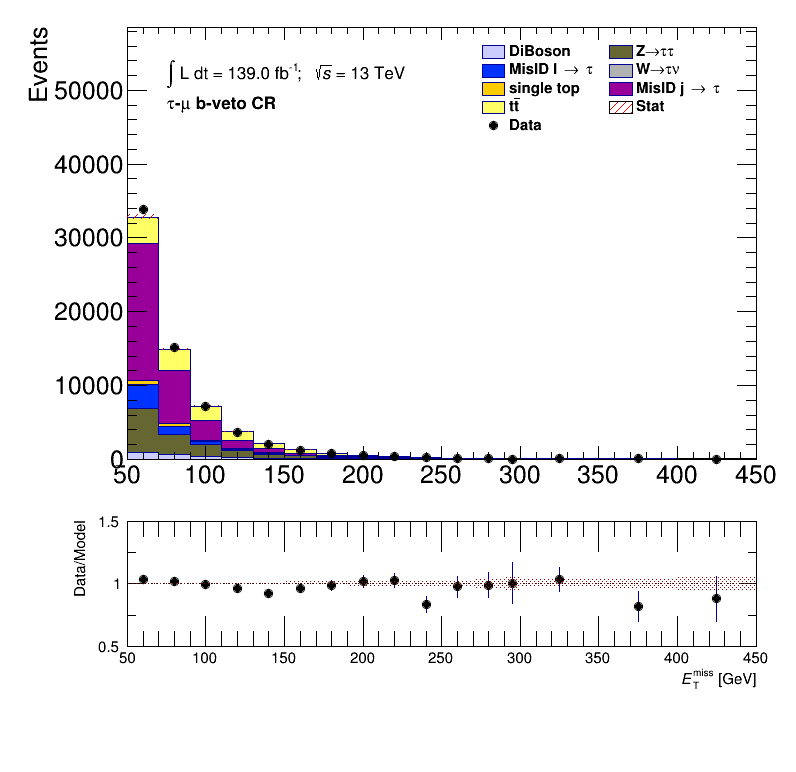 Events
∫ L dt = 139.0 fb⁻¹; √s = 13 TeV
τ-μ b-veto CR
DiBoson
MisID l → τ
single top
tt̄
Data
Z→ττ
W→τν
MisID j → τ
Stat
50000
40000
30000
20000
10000
0
50 100 150 200 250 300 350 400 450
Data/Model
1.5
1
0.5
50 100 150 200 250 300 350 400 450
E_T^miss [GeV]